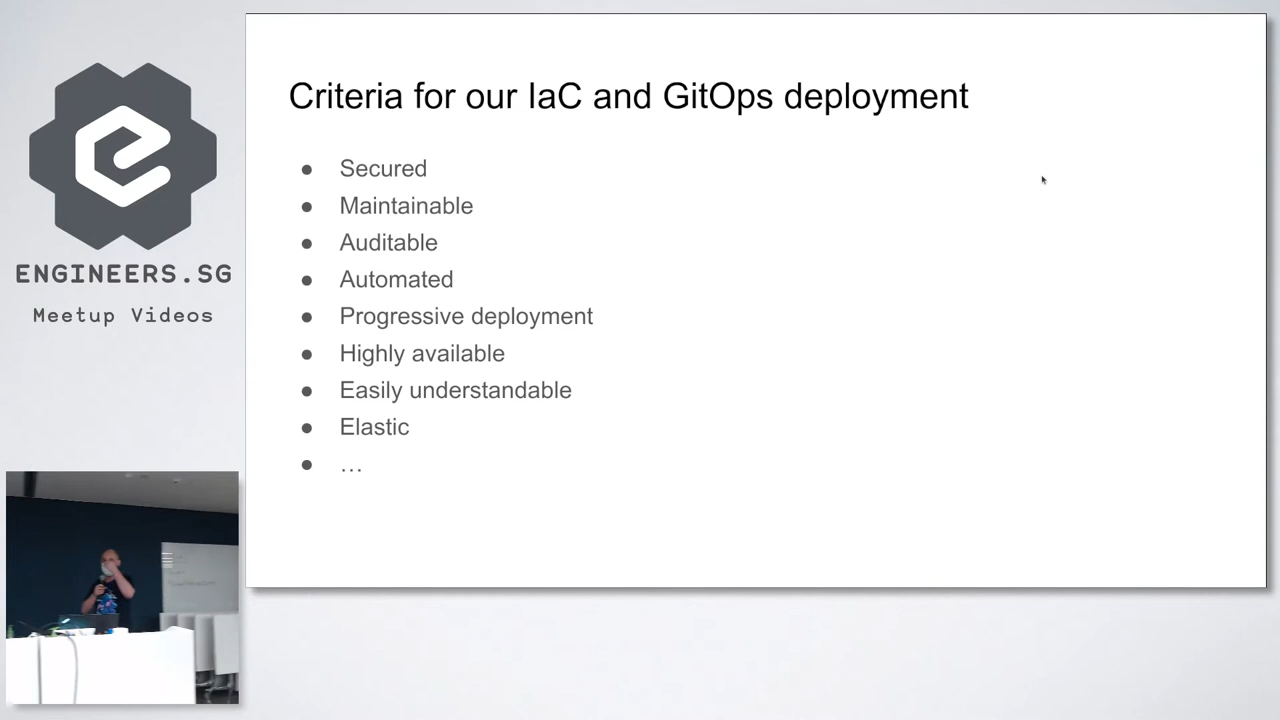 ENGINEERS.SG
Meetup Videos
Criteria for our IaC and GitOps deployment
● Secured
● Maintainable
● Auditable
● Automated
● Progressive deployment
● Highly available
● Easily understandable
● Elastic
● …